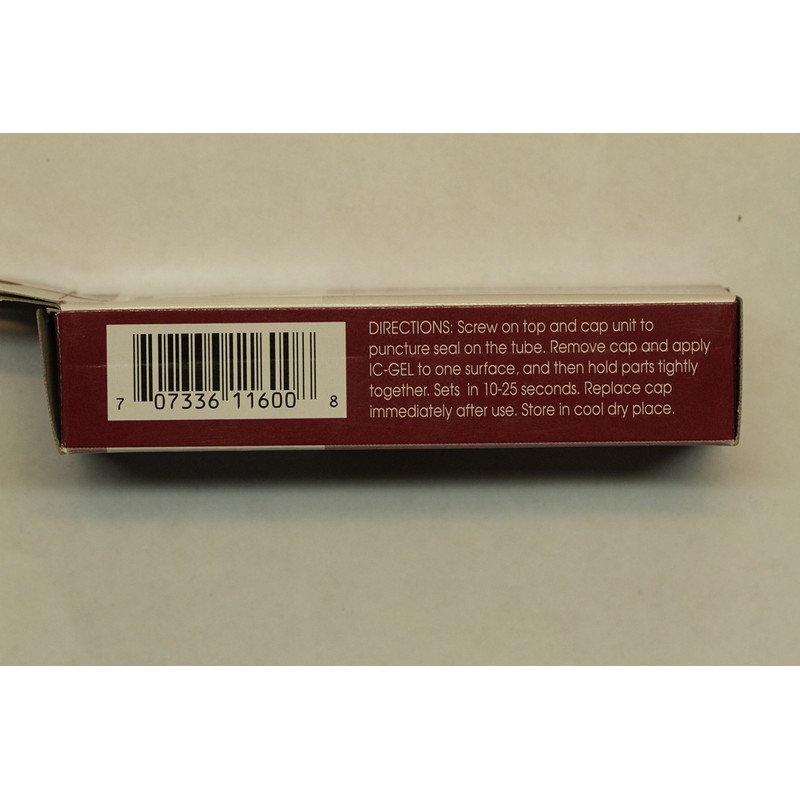 7 07336 11600 8
DIRECTIONS: Screw on top and cap unit to
puncture seal on the tube. Remove cap and apply
IC-GEL to one surface, and then hold parts tightly
together. Sets in 10-25 seconds. Replace cap
immediately after use. Store in cool dry place.